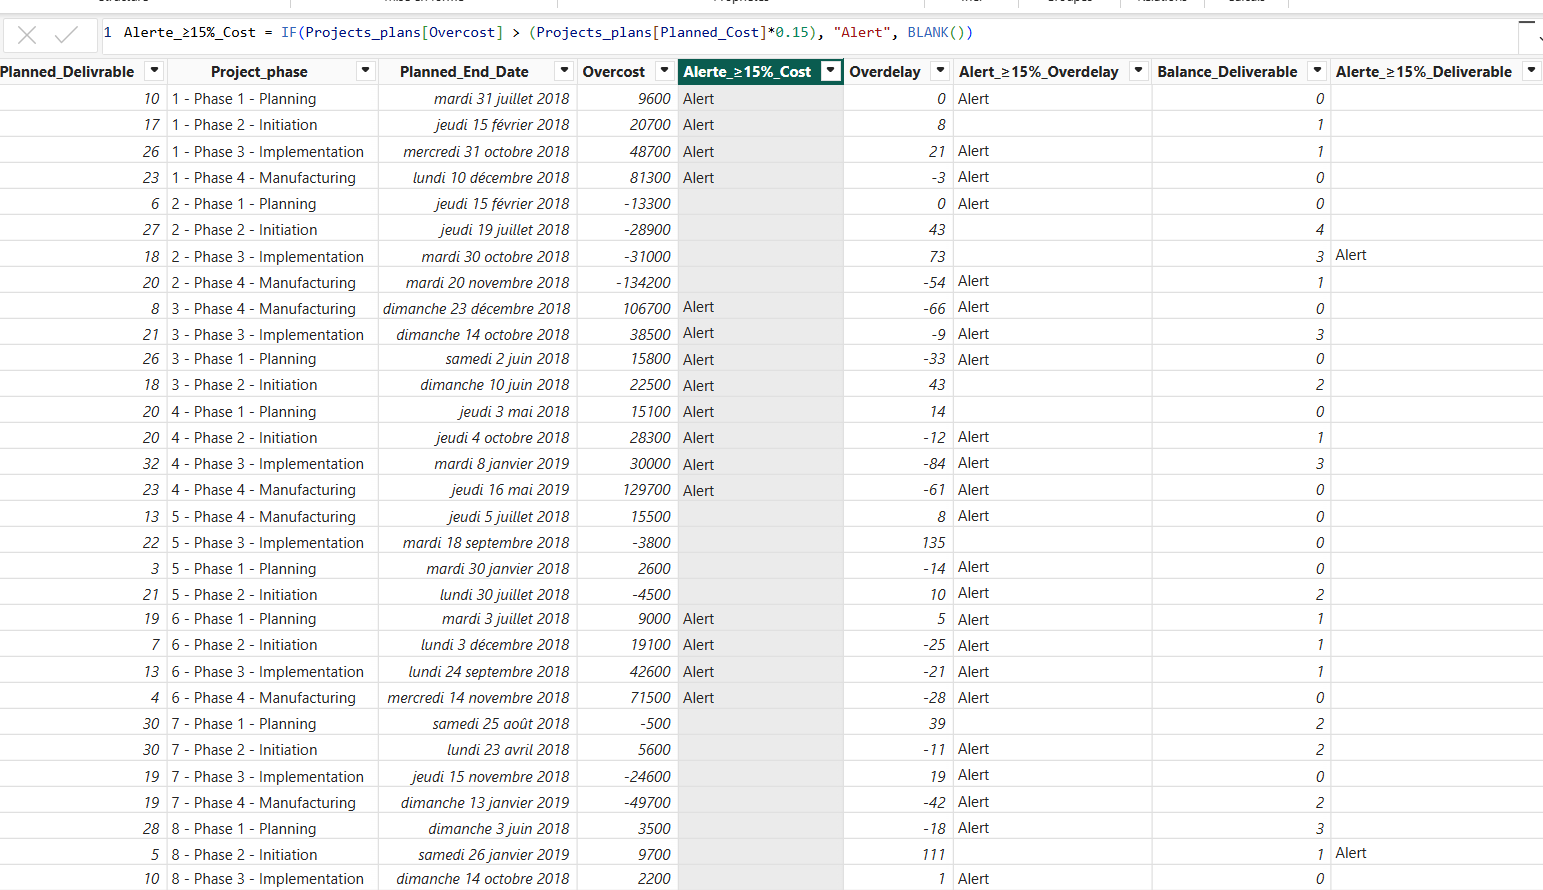 1 Alerte_≥15%_Cost = IF(Projects_plans[Overcost] > (Projects_plans[Planned_Cost]*0.15), "Alert", BLANK())
Planned_Delivrable Project_phase Planned_End_Date Overcost Alerte_≥15%_Cost Overdelay Alert_≥15%_Overdelay Balance_Deliverable Alerte_≥15%_Deliverable
10 1 - Phase 1 - Planning mardi 31 juillet 2018 9600 Alert 0 Alert 0
17 1 - Phase 2 - Initiation jeudi 15 février 2018 20700 Alert 8 1
26 1 - Phase 3 - Implementation mercredi 31 octobre 2018 48700 Alert 21 Alert 1
23 1 - Phase 4 - Manufacturing lundi 10 décembre 2018 81300 Alert -3 Alert 0
6 2 - Phase 1 - Planning jeudi 15 février 2018 -13300 0 Alert 0
27 2 - Phase 2 - Initiation jeudi 19 juillet 2018 -28900 43 4
18 2 - Phase 3 - Implementation mardi 30 octobre 2018 -31000 73 3 Alert
20 2 - Phase 4 - Manufacturing mardi 20 novembre 2018 -134200 -54 Alert 1
8 3 - Phase 4 - Manufacturing dimanche 23 décembre 2018 106700 Alert -66 Alert 0
21 3 - Phase 3 - Implementation dimanche 14 octobre 2018 38500 Alert -9 Alert 3
26 3 - Phase 1 - Planning samedi 2 juin 2018 15800 Alert -33 Alert 0
18 3 - Phase 2 - Initiation dimanche 10 juin 2018 22500 Alert 43 2
20 4 - Phase 1 - Planning jeudi 3 mai 2018 15100 Alert 14 0
20 4 - Phase 2 - Initiation jeudi 4 octobre 2018 28300 Alert -12 Alert 1
32 4 - Phase 3 - Implementation mardi 8 janvier 2019 30000 Alert -84 Alert 3
23 4 - Phase 4 - Manufacturing jeudi 16 mai 2019 129700 Alert -61 Alert 0
13 5 - Phase 4 - Manufacturing jeudi 5 juillet 2018 15500 8 Alert 0
22 5 - Phase 3 - Implementation mardi 18 septembre 2018 -3800 135 0
3 5 - Phase 1 - Planning mardi 30 janvier 2018 2600 -14 Alert 0
21 5 - Phase 2 - Initiation lundi 30 juillet 2018 -4500 10 Alert 2
19 6 - Phase 1 - Planning mardi 3 juillet 2018 9000 Alert 5 Alert 1
7 6 - Phase 2 - Initiation lundi 3 décembre 2018 19100 Alert -25 Alert 1
13 6 - Phase 3 - Implementation lundi 24 septembre 2018 42600 Alert -21 Alert 1
4 6 - Phase 4 - Manufacturing mercredi 14 novembre 2018 71500 Alert -28 Alert 0
30 7 - Phase 1 - Planning samedi 25 août 2018 -500 39 2
30 7 - Phase 2 - Initiation lundi 23 avril 2018 5600 -11 Alert 2
19 7 - Phase 3 - Implementation jeudi 15 novembre 2018 -24600 19 Alert 0
19 7 - Phase 4 - Manufacturing dimanche 13 janvier 2019 -49700 -42 Alert 2
28 8 - Phase 1 - Planning dimanche 3 juin 2018 3500 -18 Alert 3
5 8 - Phase 2 - Initiation samedi 26 janvier 2019 9700 111 1 Alert
10 8 - Phase 3 - Implementation dimanche 14 octobre 2018 2200 1 Alert 0